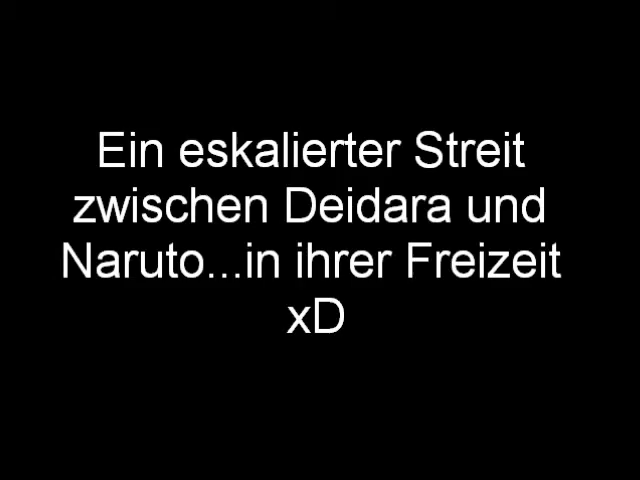 Ein eskalierter Streit
zwischen Deidara und
Naruto...in ihrer Freizeit
xD